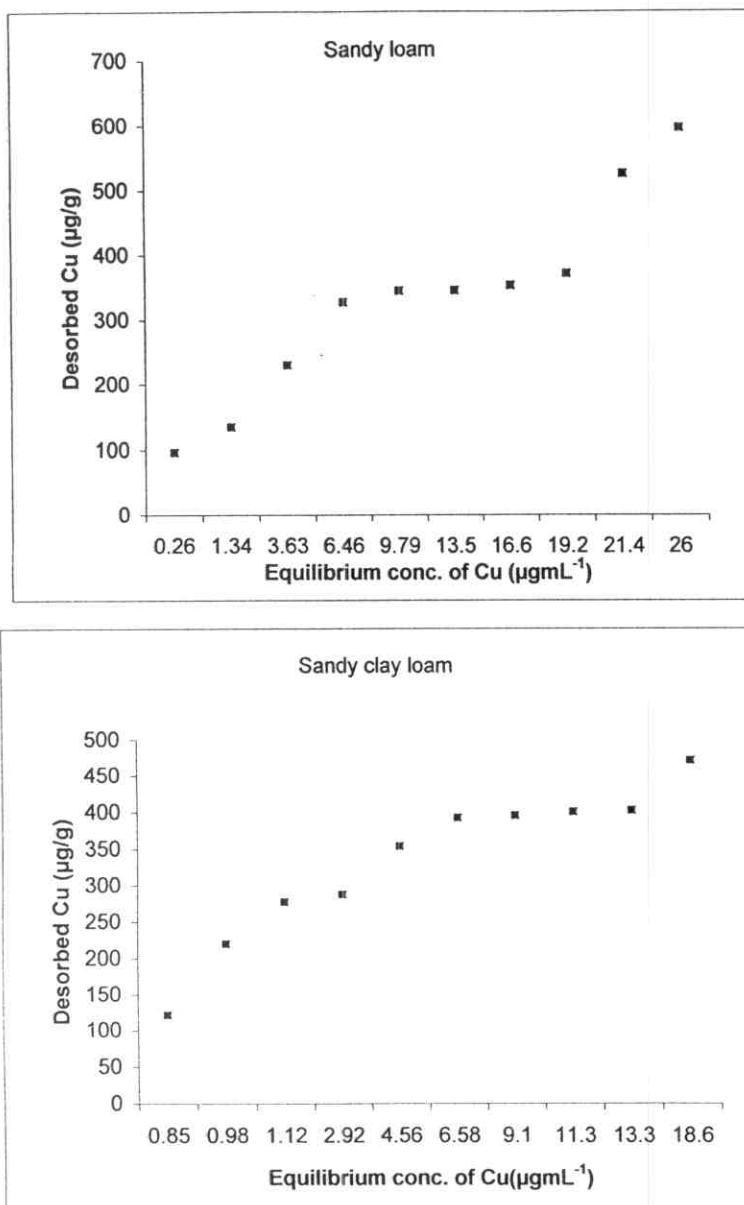 Sandy loam
700
600
500
400
300
200
100
0
Desorbed Cu (µg/g)
0.26 1.34 3.63 6.46 9.79 13.5 16.6 19.2 21.4 26
Equilibrium conc. of Cu (µgmL⁻¹)
Sandy clay loam
500
450
400
350
300
250
200
150
100
50
0
Desorbed Cu (µg/g)
0.85 0.98 1.12 2.92 4.56 6.58 9.1 11.3 13.3 18.6
Equilibrium conc. of Cu(µgmL⁻¹)